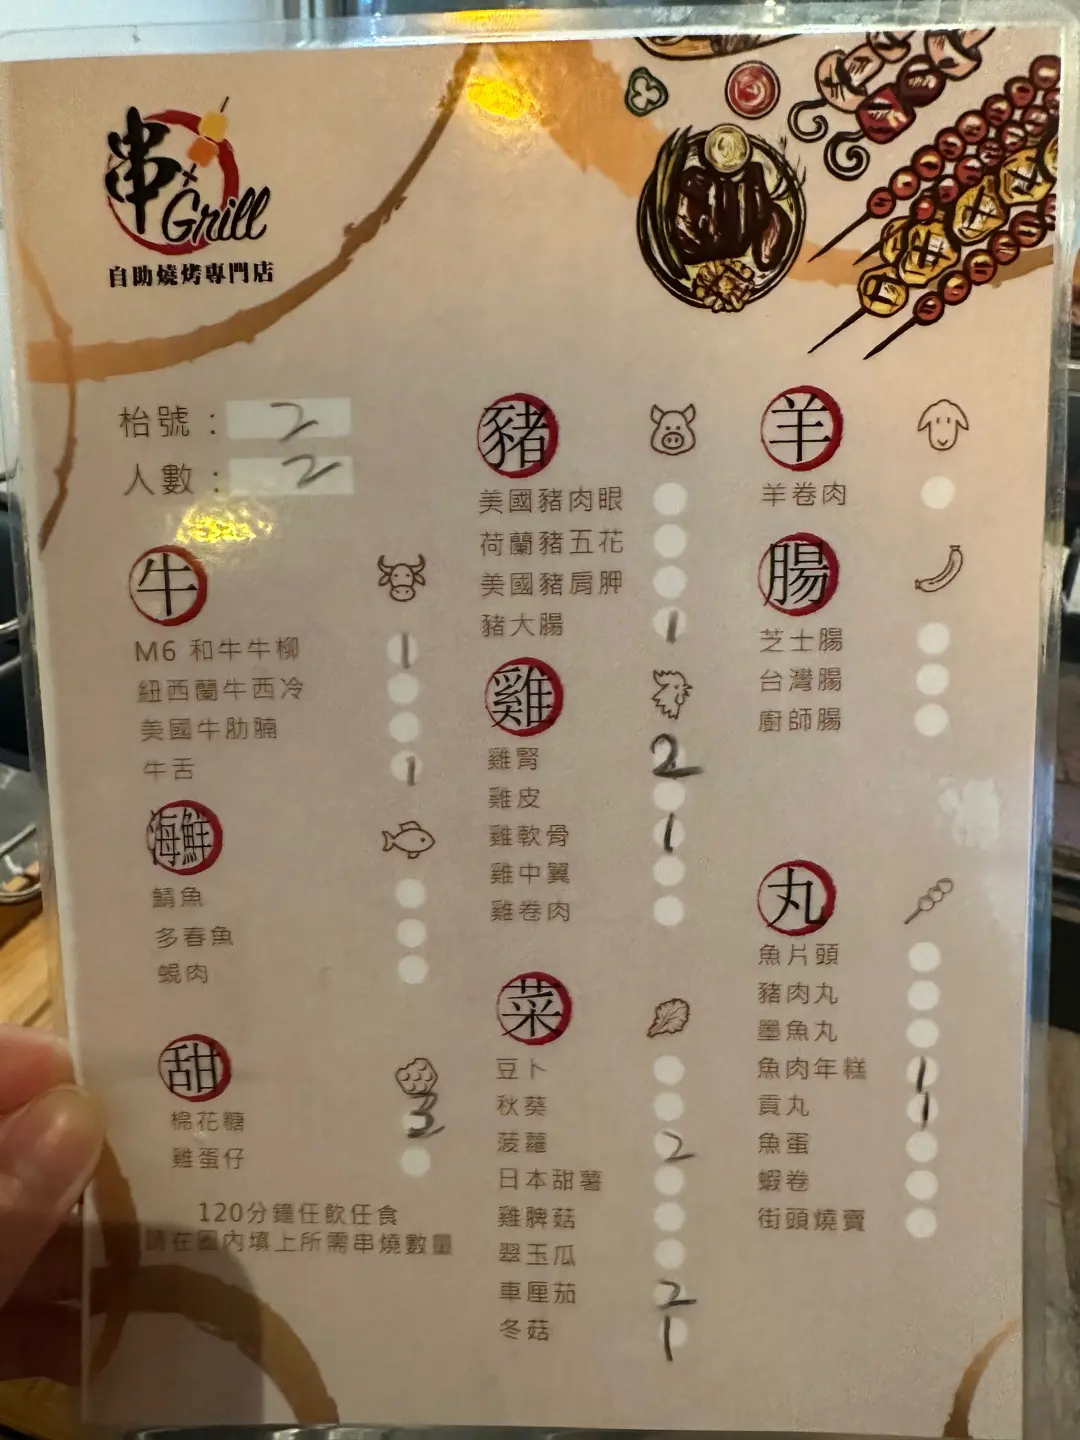 串
Grill
自助燒烤專門店
枱號：2
人數：2
牛
M6 和牛牛柳 1
紐西蘭牛西冷
美國牛肋腩
牛舌 1
海鮮
鯖魚
多春魚
蜆肉
甜
棉花糖 3
雞蛋仔
120分鐘任飲任食
請在圈內填上所需串燒數量
豬
美國豬肉眼
荷蘭豬五花
美國豬肩胛
豬大腸 1
雞
雞腎 2
雞皮
雞軟骨 1
雞中翼
雞卷肉
菜
豆卜
秋葵
菠蘿 2
日本甜薯
雞脾菇
翠玉瓜
車厘茄 2
冬菇 1
羊
羊卷肉
腸
芝士腸
台灣腸
廚師腸
丸
魚片頭
豬肉丸
墨魚丸
魚肉年糕 1
貢丸 1
魚蛋
蝦卷
街頭燒賣